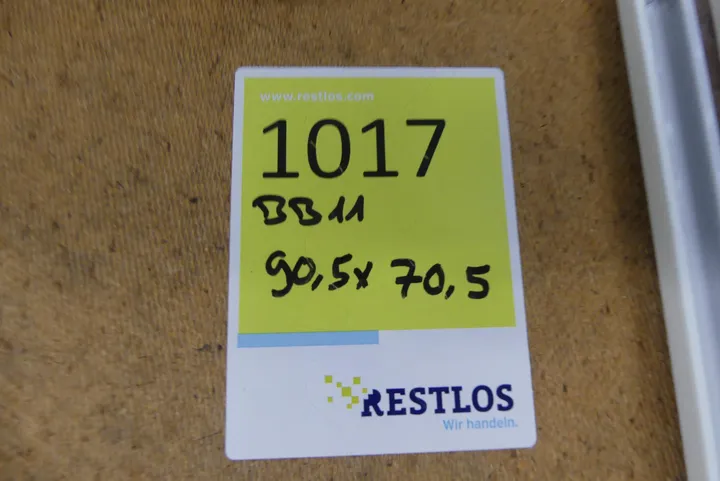 www.restlos.com
1017
BB11
90,5x 70,5
RESTLOS
Wir handeln.